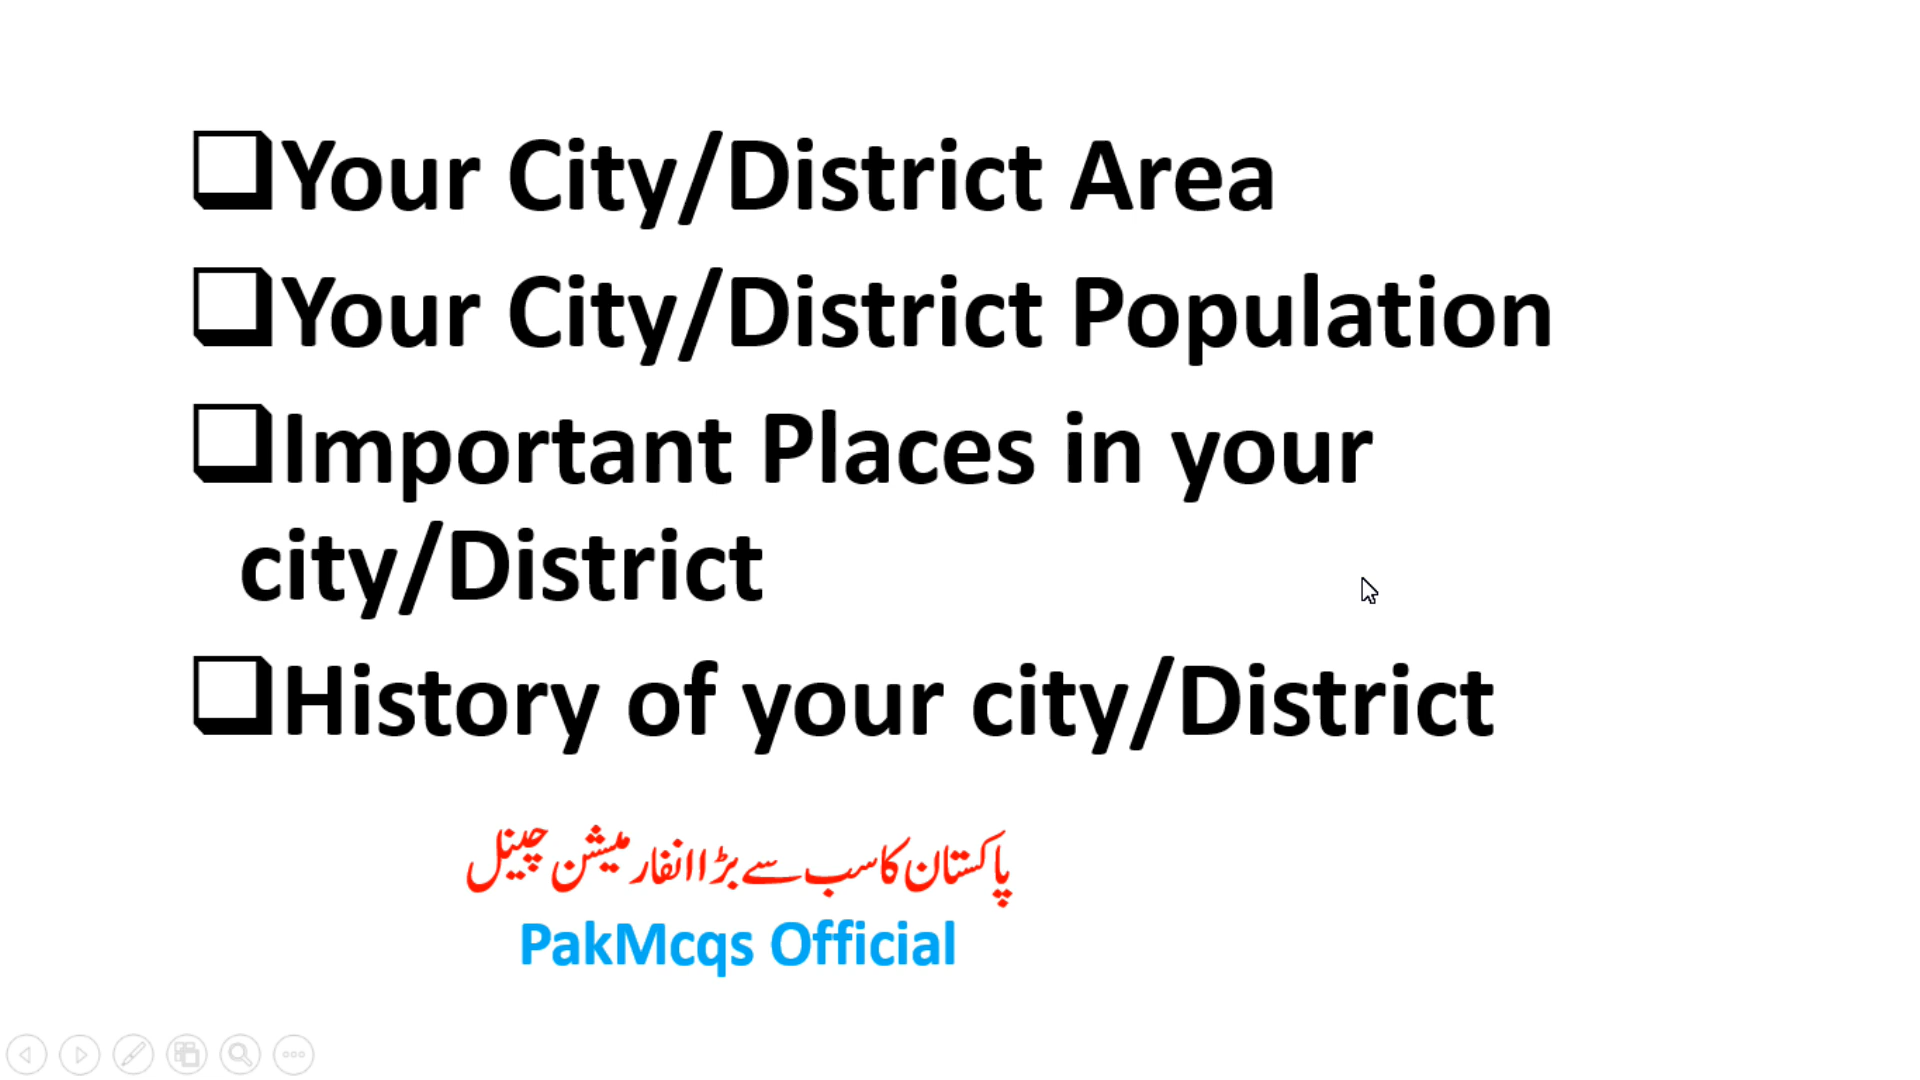 ❑Your City/District Area
❑Your City/District Population
❑Important Places in your
city/District
❑History of your city/District
پاکستان کا سب سے بڑا انفارمیشن چینل
PakMcqs Official